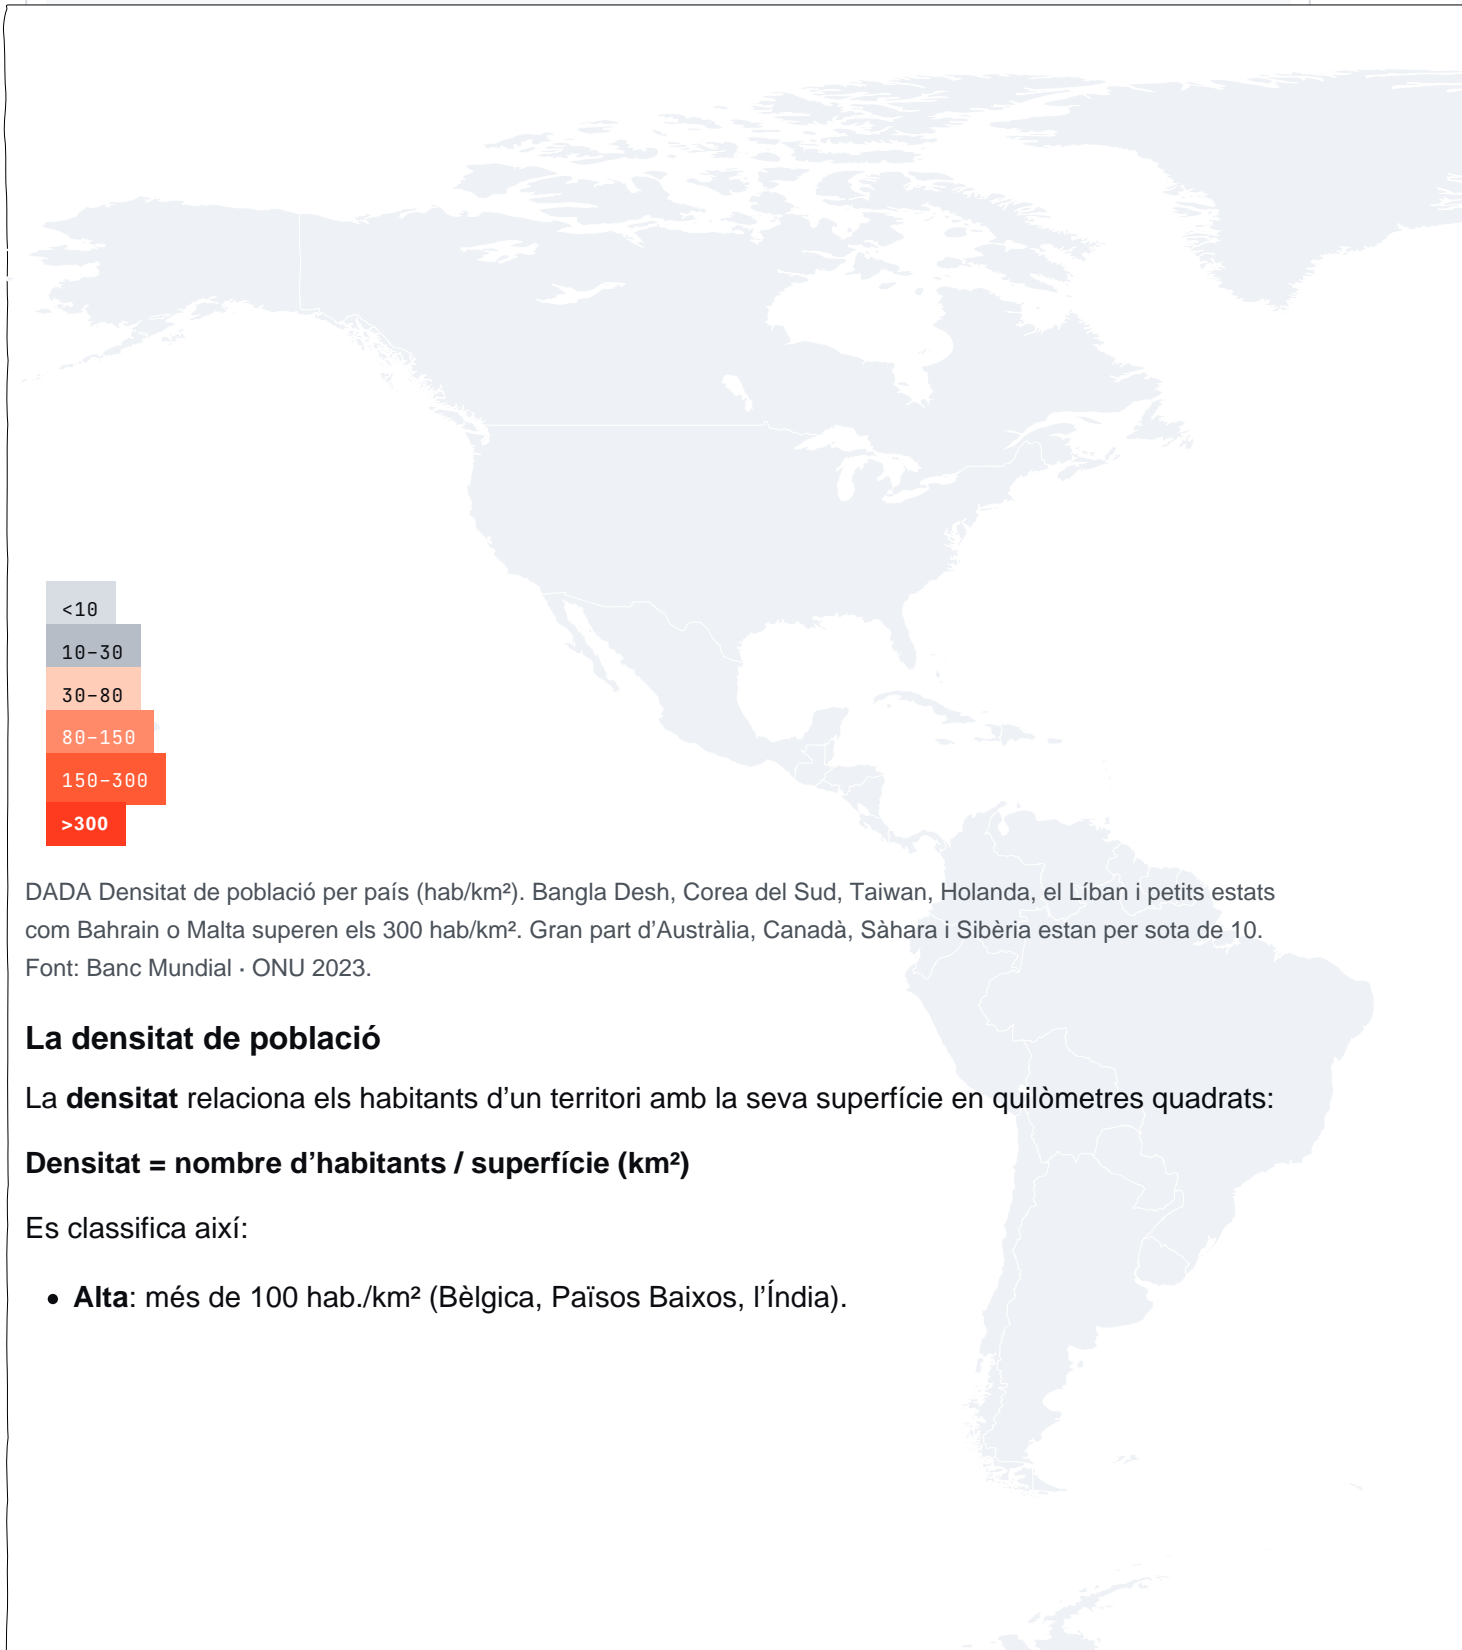 <10
10–30
30–80
80–150
150–300
>300
DADA Densitat de població per país (hab/km²). Bangla Desh, Corea del Sud, Taiwan, Holanda, el Líban i petits estats
com Bahrain o Malta superen els 300 hab/km². Gran part d’Austràlia, Canadà, Sàhara i Sibèria estan per sota de 10.
Font: Banc Mundial · ONU 2023.
La densitat de població
La densitat relaciona els habitants d’un territori amb la seva superfície en quilòmetres quadrats:
Densitat = nombre d’habitants / superfície (km²)
Es classifica així:
• Alta: més de 100 hab./km² (Bèlgica, Països Baixos, l’Índia).